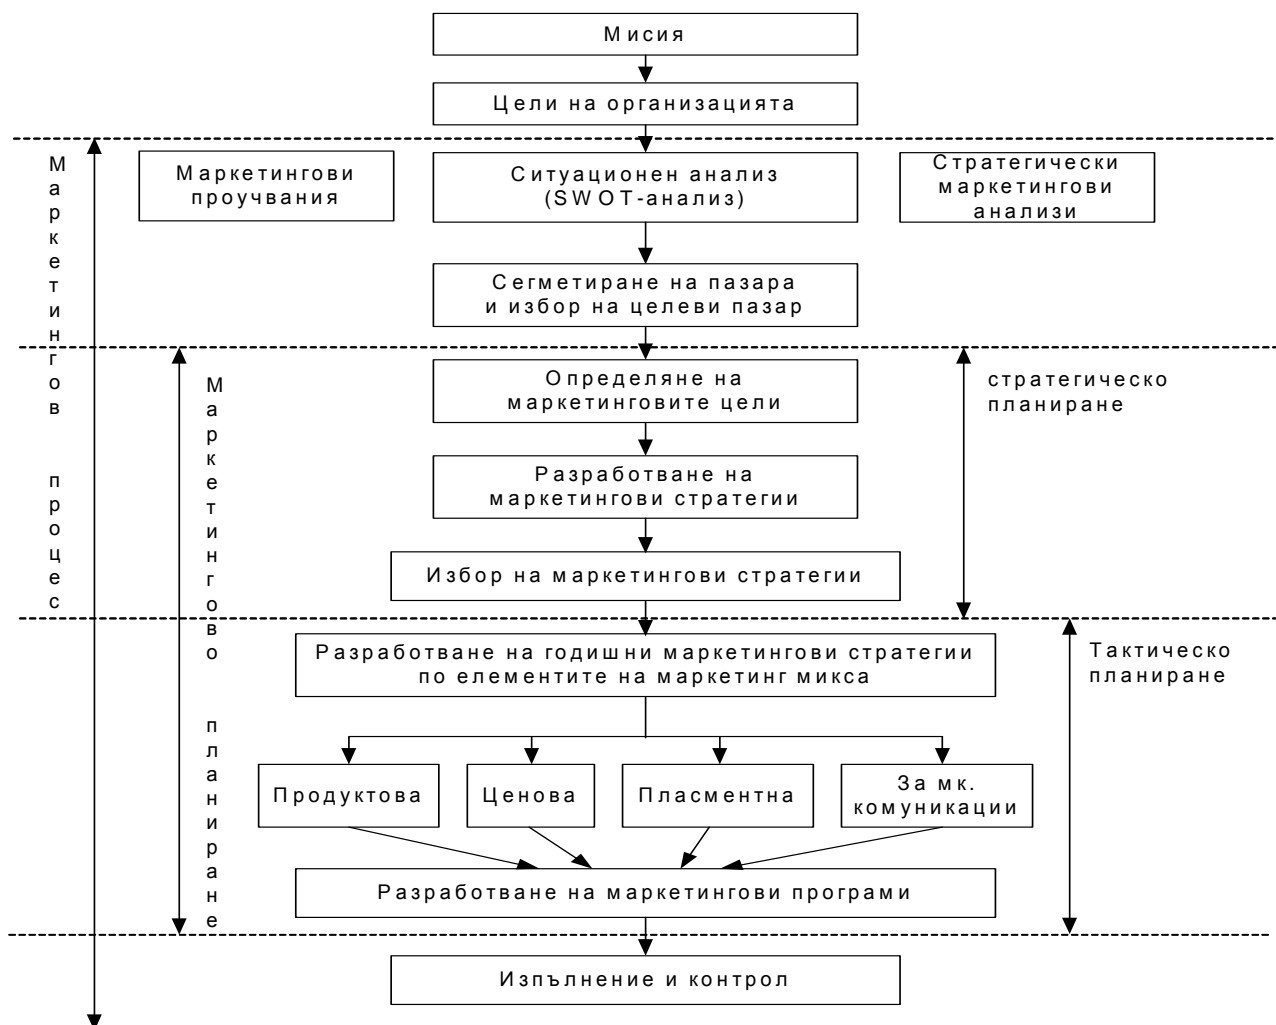 Мисия
Цели на организацията
Маркетингов процес
Маркетингови
проучвания
Ситуационен анализ
(SWOT-анализ)
Стратегически
маркетингови
анализи
Сегметиране на пазара
и избор на целеви пазар
Маркетингово планиране
Определяне на
маркетинговите цели
стратегическо
планиране
Разработване на
маркетингови стратегии
Избор на маркетингови стратегии
Разработване на годишни маркетингови стратегии
по елементите на маркетинг микса
Тактическо
планиране
Продуктова
Ценова
Пласментна
За мк.
комуникации
Разработване на маркетингови програми
Изпълнение и контрол